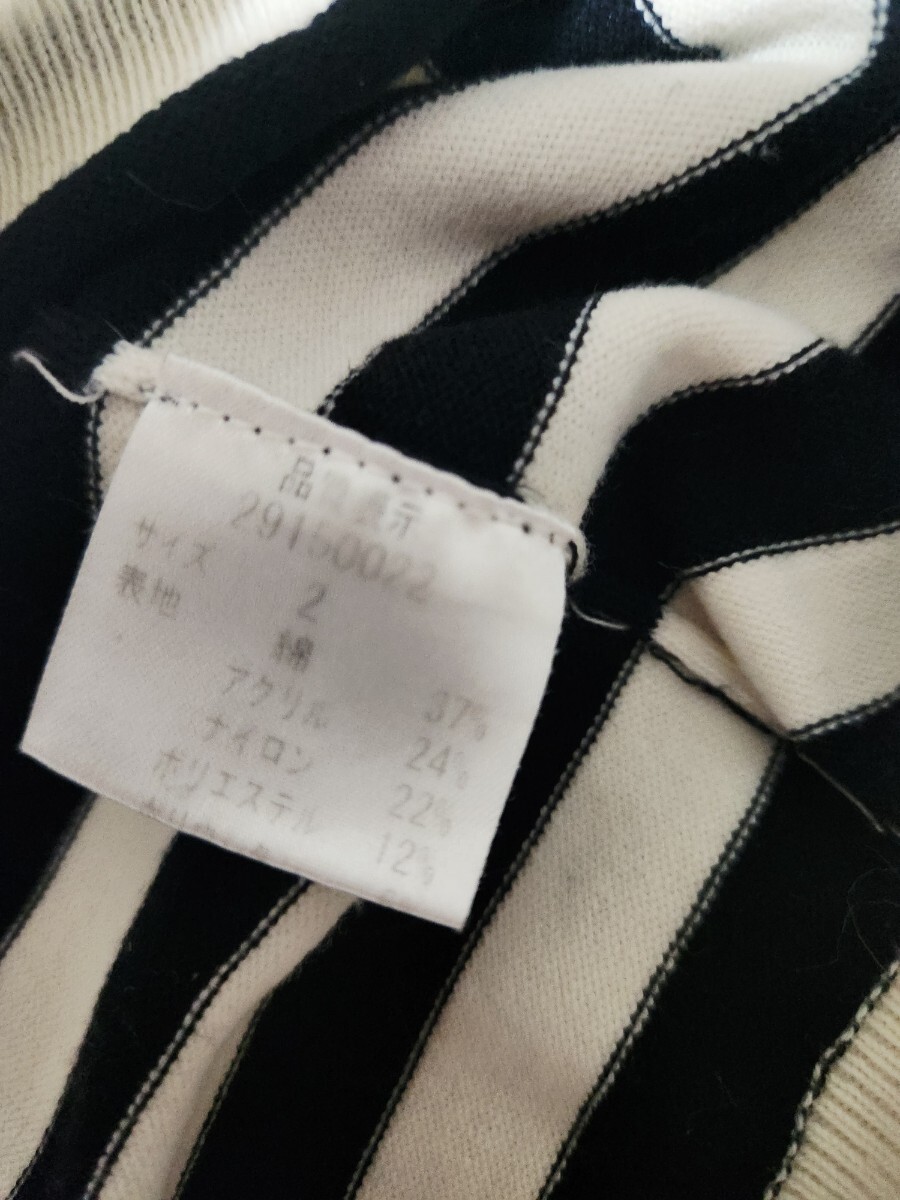 品質表示
29150022
サイズ 2
表地 綿 37%
アクリル 24%
ナイロン 22%
ポリエステル 12%